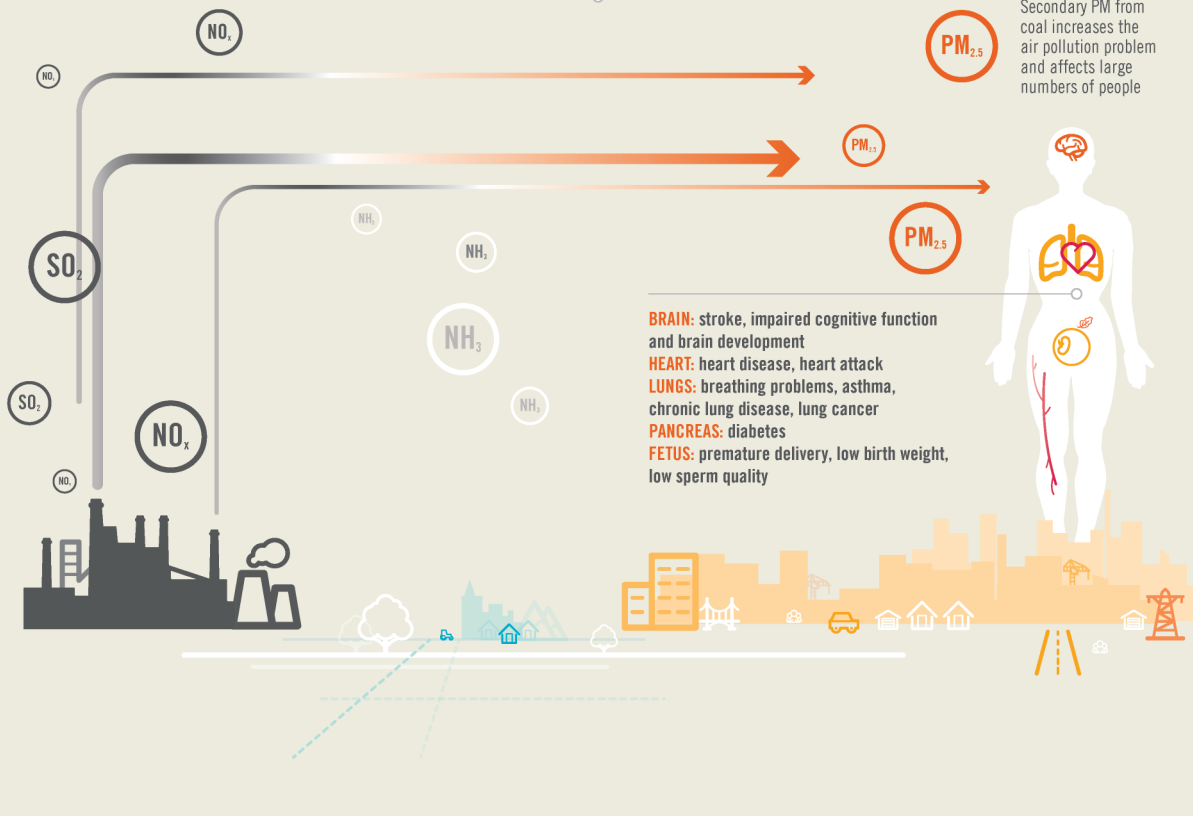 Secondary PM from
coal increases the
air pollution problem
and affects large
numbers of people
NOx
PM2.5
NOx
PM2.5
NH3
PM2.5
NH3
SO2
BRAIN: stroke, impaired cognitive function
and brain development
NH3
HEART: heart disease, heart attack
LUNGS: breathing problems, asthma,
chronic lung disease, lung cancer
SO2
NH3
PANCREAS: diabetes
NOx
FETUS: premature delivery, low birth weight,
low sperm quality
NOx